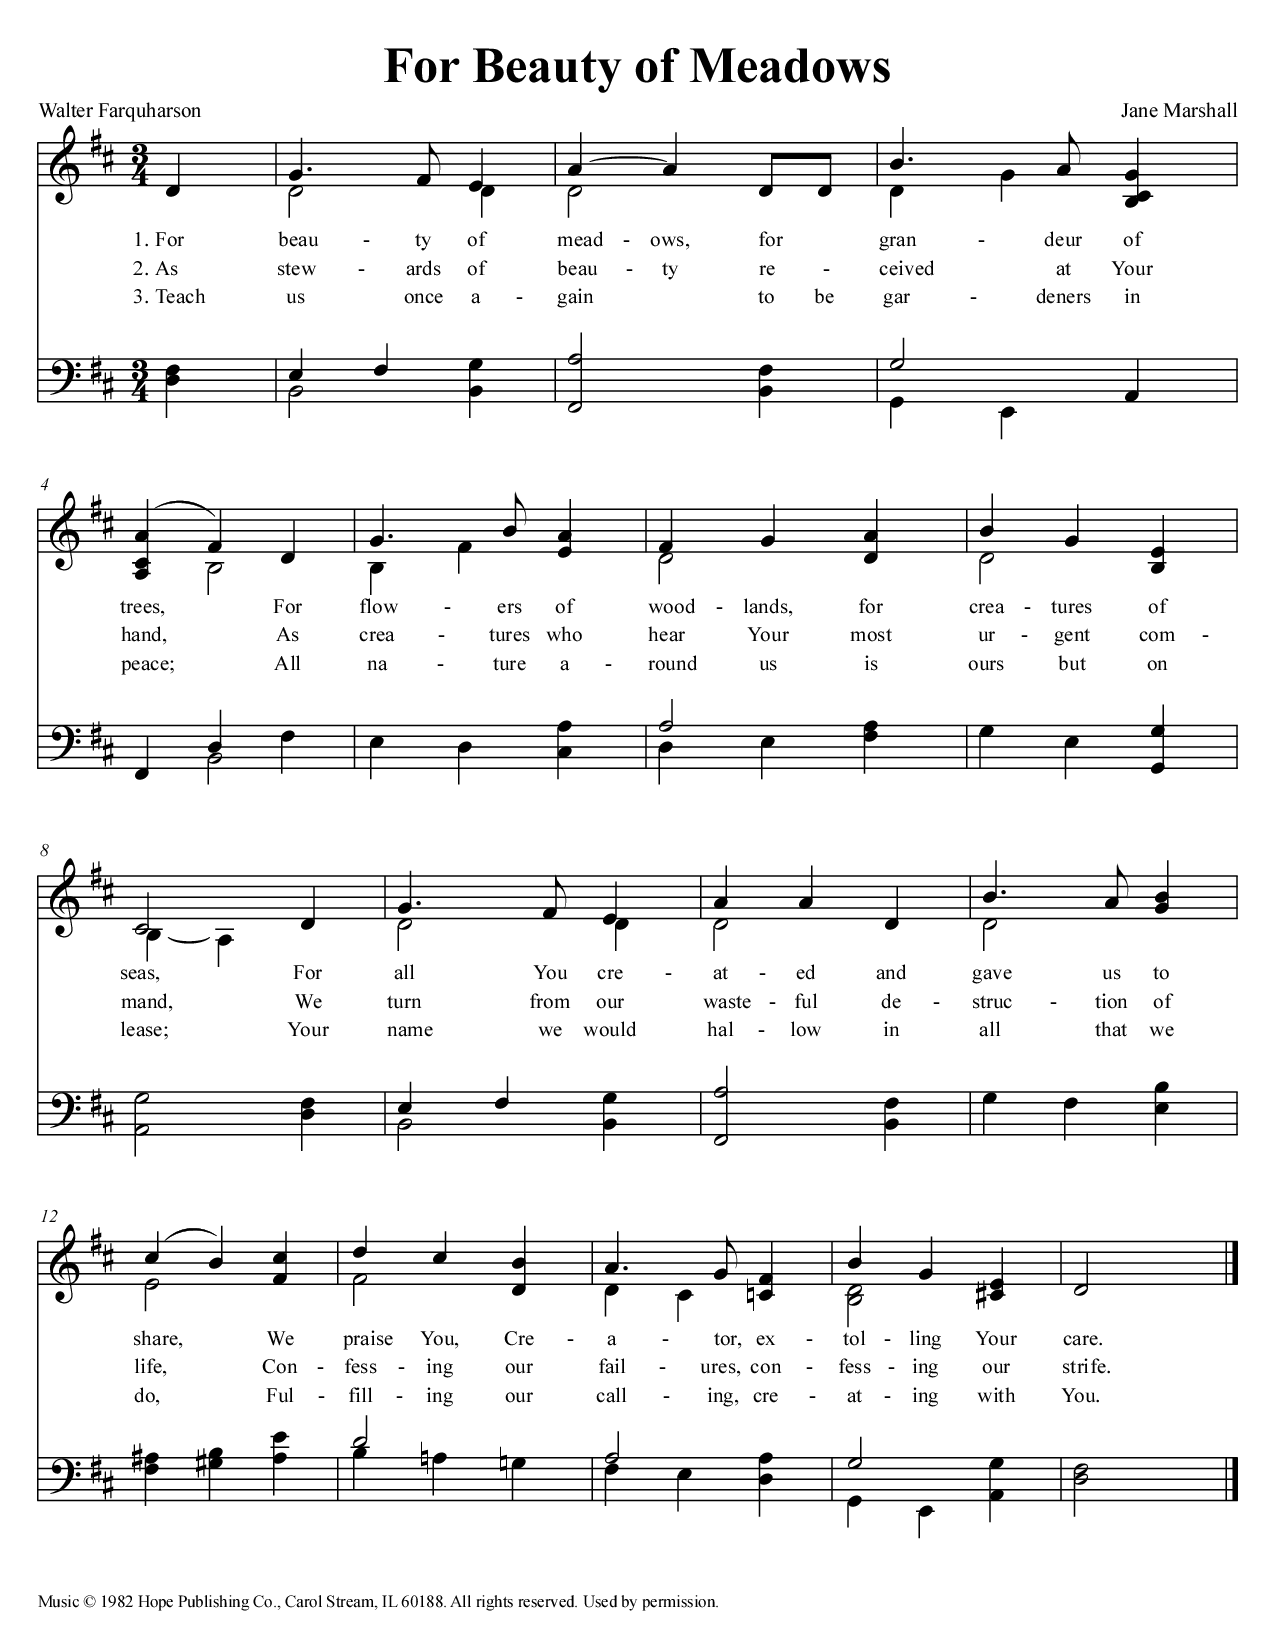 For Beauty of Meadows
Walter Farquharson Jane Marshall
3 4
1. For beau - ty of mead - ows, for gran - deur of
2. As stew - ards of beau - ty re - ceived at Your
3. Teach us once a - gain to be gar - deners in
3 4
4
trees, For flow - ers of wood - lands, for crea - tures of
hand, As crea - tures who hear Your most ur - gent com -
peace; All na - ture a - round us is ours but on
8
seas, For all You cre - at - ed and gave us to
mand, We turn from our waste - ful de - struc - tion of
lease; Your name we would hal - low in all that we
12
share, We praise You, Cre - a - tor, ex - tol - ling Your care.
life, Con - fess - ing our fail - ures, con - fess - ing our strife.
do, Ful - fill - ing our call - ing, cre - at - ing with You.
Music © 1982 Hope Publishing Co., Carol Stream, IL 60188. All rights reserved. Used by permission.